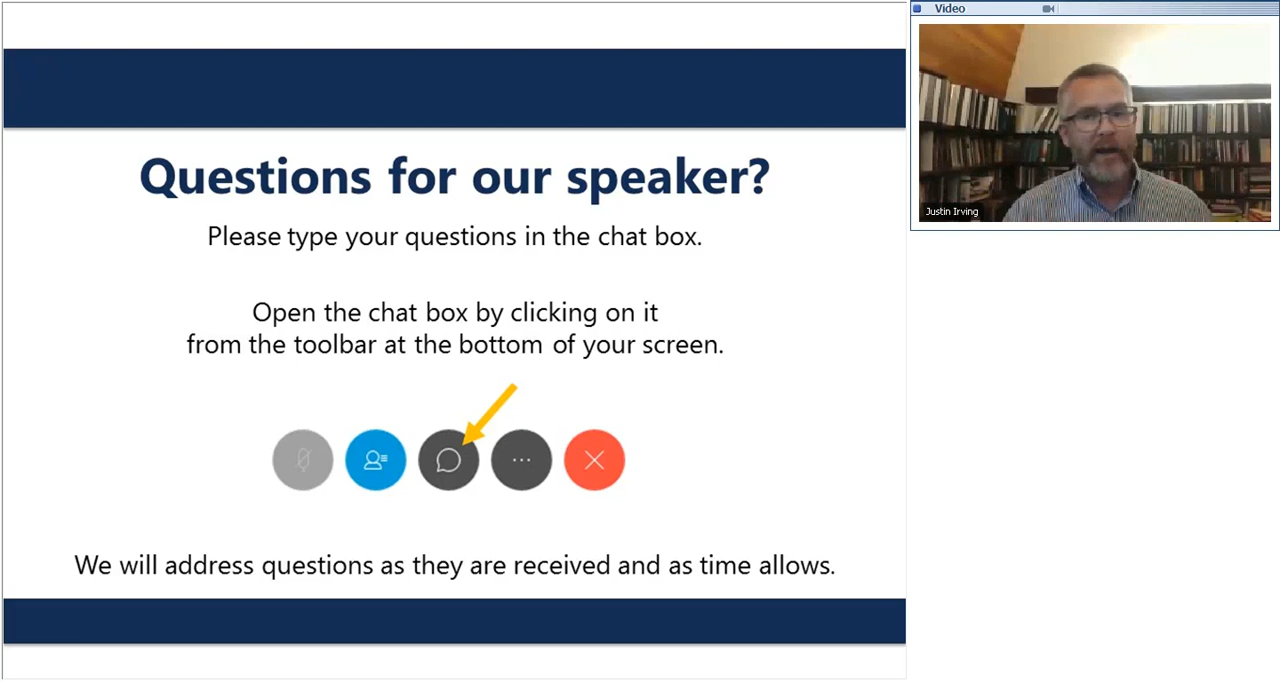 Video
Questions for our speaker?
Please type your questions in the chat box.
Open the chat box by clicking on it
from the toolbar at the bottom of your screen.
We will address questions as they are received and as time allows.
Justin Irving